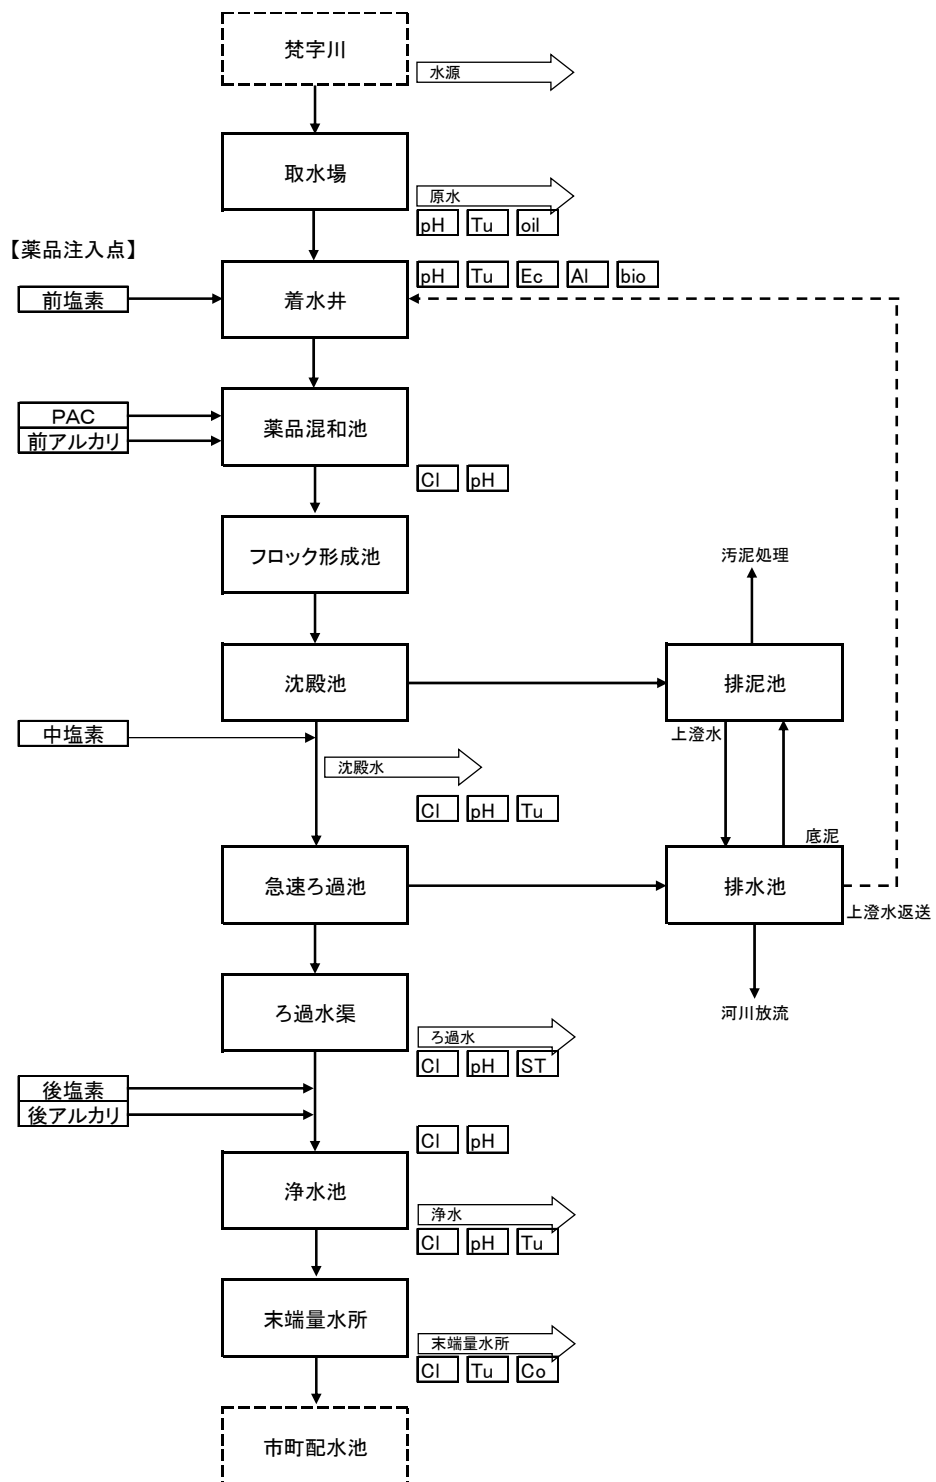 梵字川
水源
取水場
原水
pH Tu oil
【薬品注入点】
pH Tu Ec Al bio
前塩素
着水井
PAC
前アルカリ
薬品混和池
Cl pH
フロック形成池
汚泥処理
沈殿池
排泥池
中塩素
上澄水
沈殿水
Cl pH Tu
底泥
急速ろ過池
排水池
上澄水返送
ろ過水渠
河川放流
ろ過水
Cl pH ST
後塩素
後アルカリ
Cl pH
浄水池
浄水
Cl pH Tu
末端量水所
末端量水所
Cl Tu Co
市町配水池